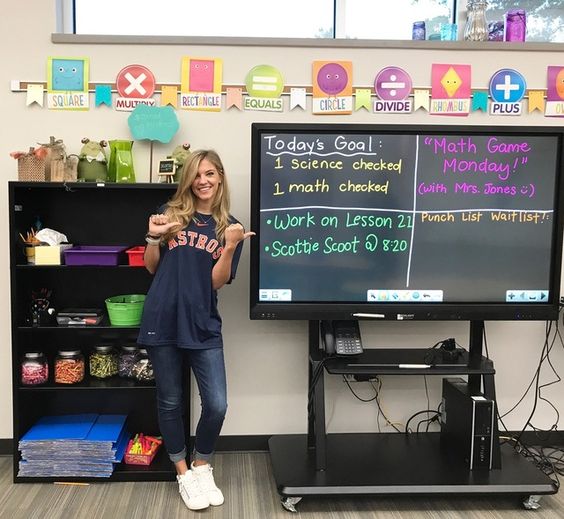 SQUARE
MULTIPLY
RECTANGLE
EQUALS
CIRCLE
DIVIDE
RHOMBUS
PLUS
OVAL
Today's Goal:
1 science checked
1 math checked
"Math Game
Monday!"
(with Mrs. Jones :)
• Work on Lesson 21
• Scottie Scoot @ 8:20
Punch List Waitlist!:
ASTROS